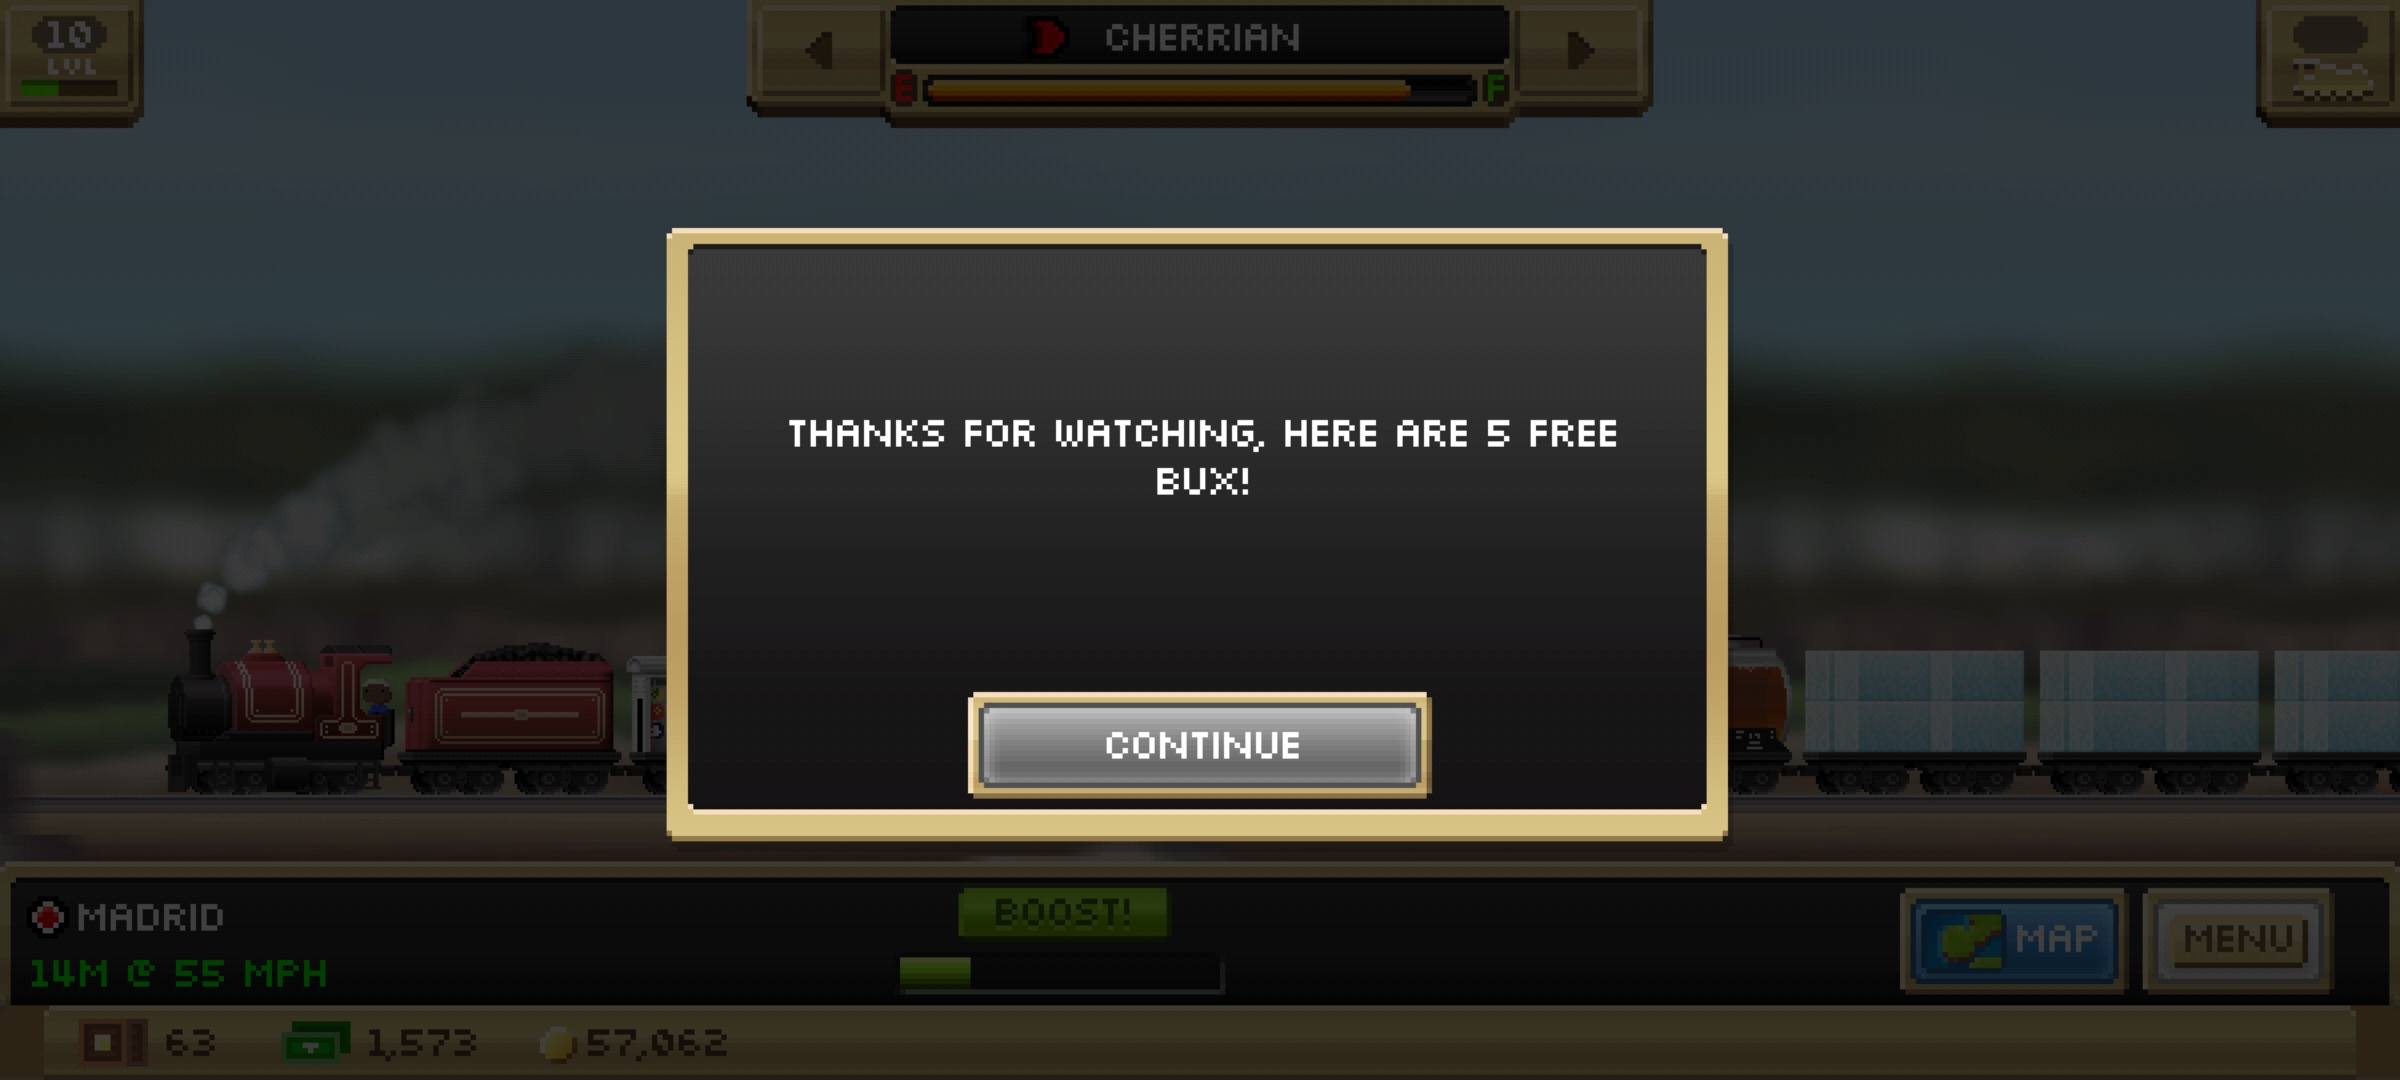 10
LVL
CHERRIAN
E
F
THANKS FOR WATCHING, HERE ARE 5 FREE
BUX!
CONTINUE
MADRID
14M @ 55 MPH
BOOST!
MAP
MENU
63
1,573
57,062